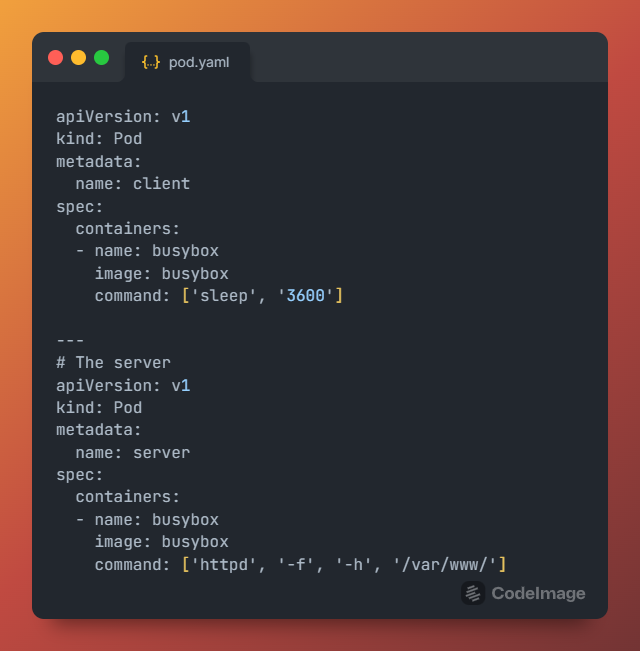 {...} pod.yaml
apiVersion: v1
kind: Pod
metadata:
  name: client
spec:
  containers:
  - name: busybox
    image: busybox
    command: ['sleep', '3600']

---
# The server
apiVersion: v1
kind: Pod
metadata:
  name: server
spec:
  containers:
  - name: busybox
    image: busybox
    command: ['httpd', '-f', '-h', '/var/www/']
CodeImage